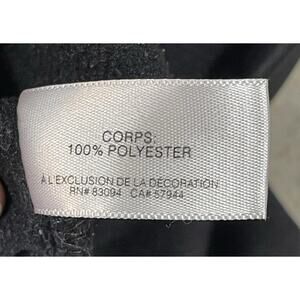 CORPS:
100% POLYESTER
À L'EXCLUSION DE LA DÉCORATION
RN# 83094 CA# 57944